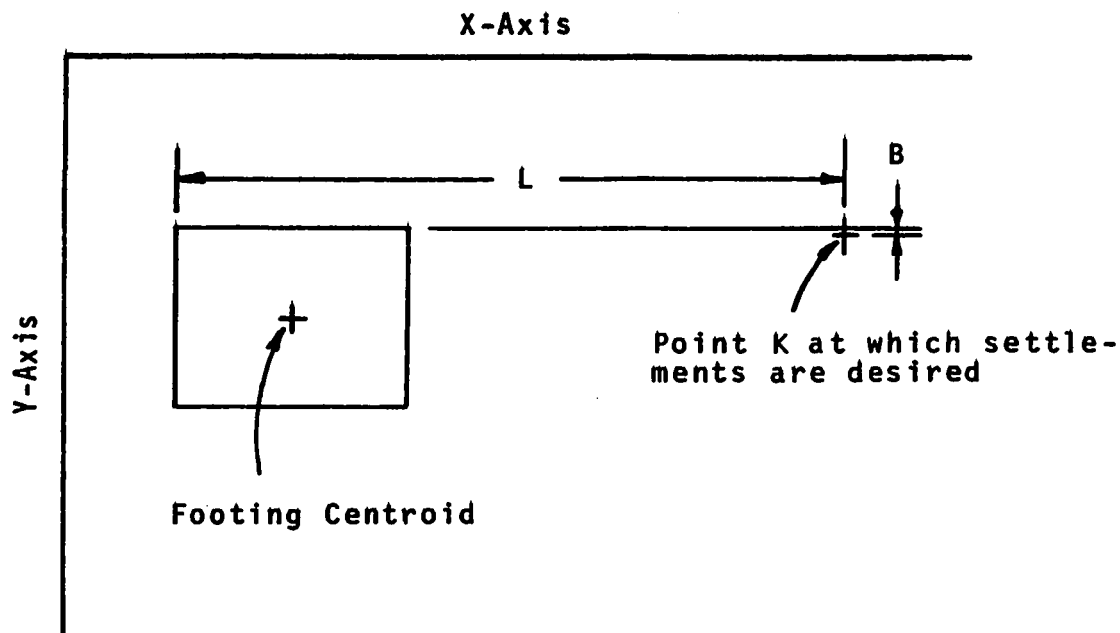 X-Axis
B
L
Y-Axis
Point K at which settle-
ments are desired
Footing Centroid